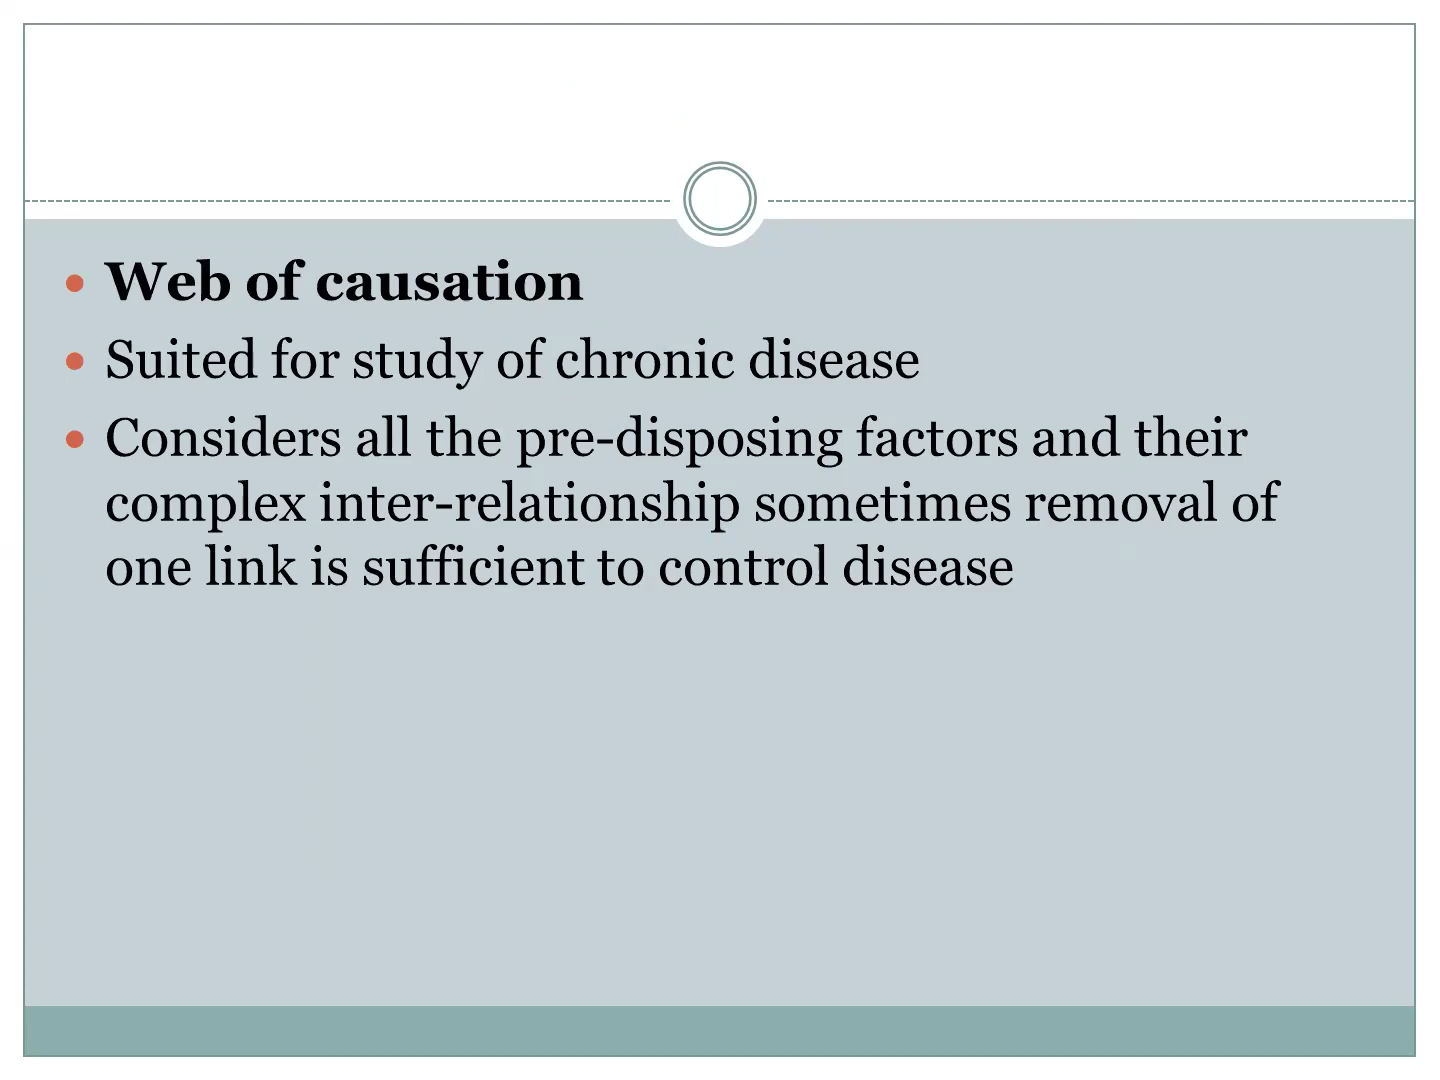 • Web of causation
• Suited for study of chronic disease
• Considers all the pre-disposing factors and their
complex inter-relationship sometimes removal of
one link is sufficient to control disease